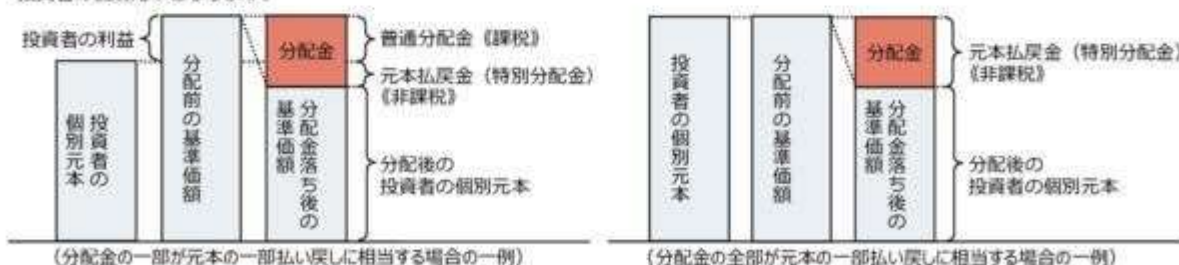 投資者の利益
投資者の
個別元本
分配前の基準価額
分配金
分配金落ち後の
基準価額
普通分配金《課税》
元本払戻金（特別分配金）
《非課税》
分配後の
投資者の個別元本
（分配金の一部が元本の一部払い戻しに相当する場合の一例）
投資者の個別元本
分配前の基準価額
分配金
分配金落ち後の
基準価額
元本払戻金（特別分配金）
《非課税》
分配後の
投資者の個別元本
（分配金の全部が元本の一部払い戻しに相当する場合の一例）